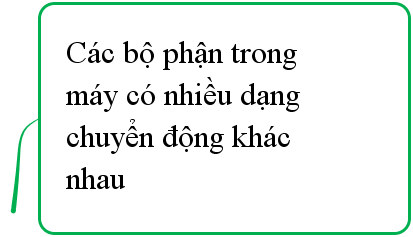 Các bộ phận trong
máy có nhiều dạng
chuyển động khác
nhau